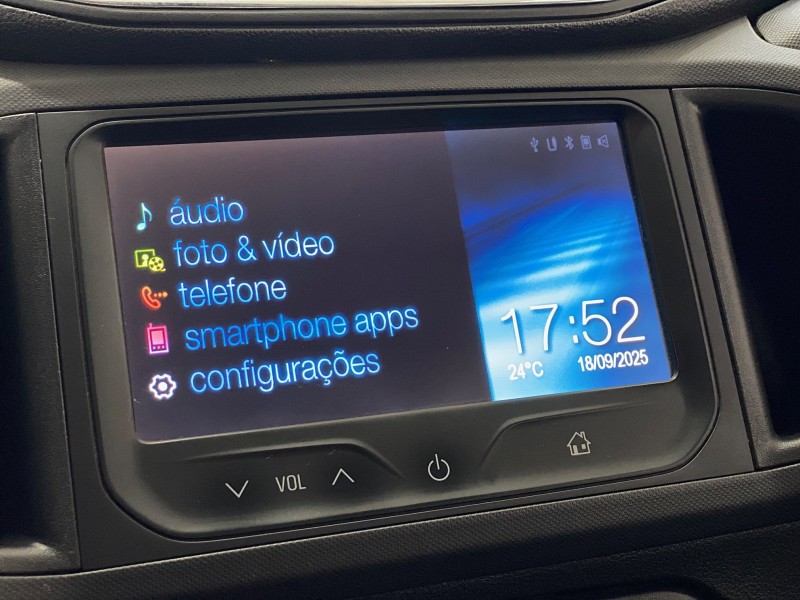 áudio
foto & vídeo
telefone
smartphone apps
configurações
17:52
24°C 18/09/2025
VOL